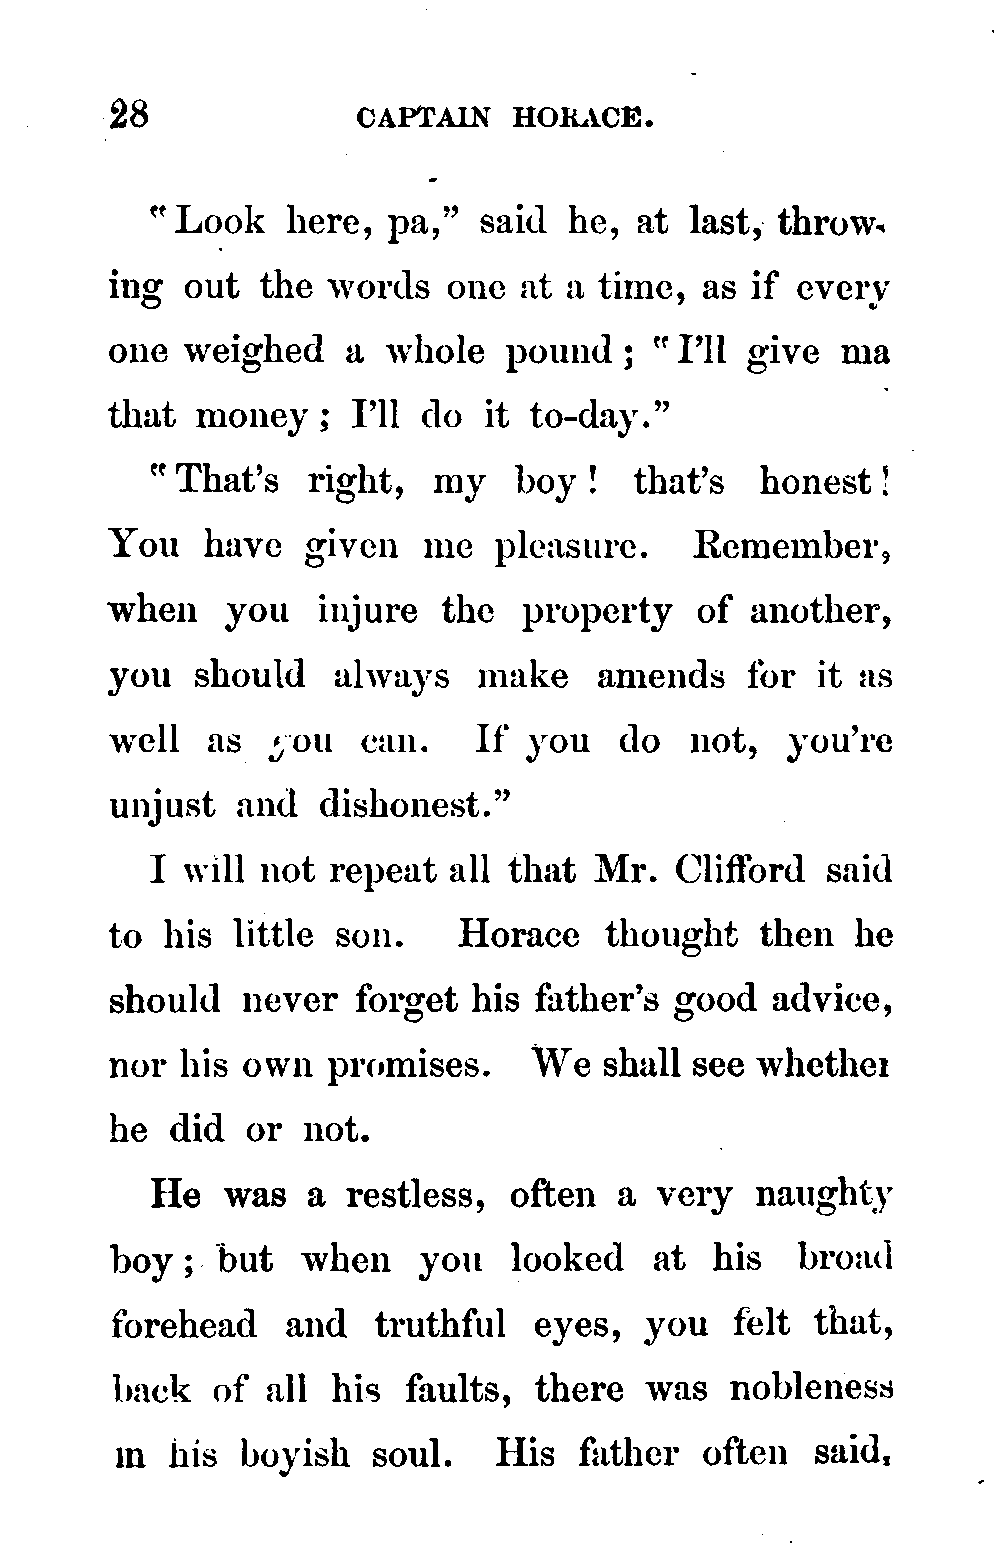 28 CAPTAIN HORACE.
"Look here, pa," said he, at last, throw-
ing out the words one at a time, as if every
one weighed a whole pound; "I'll give ma
that money; I'll do it to-day."
"That's right, my boy! that's honest!
You have given me pleasure. Remember,
when you injure the property of another,
you should always make amends for it as
well as you can. If you do not, you're
unjust and dishonest."
I will not repeat all that Mr. Clifford said
to his little son. Horace thought then he
should never forget his father's good advice,
nor his own promises. We shall see whether
he did or not.
He was a restless, often a very naughty
boy; but when you looked at his broad
forehead and truthful eyes, you felt that,
back of all his faults, there was nobleness
in his boyish soul. His father often said,